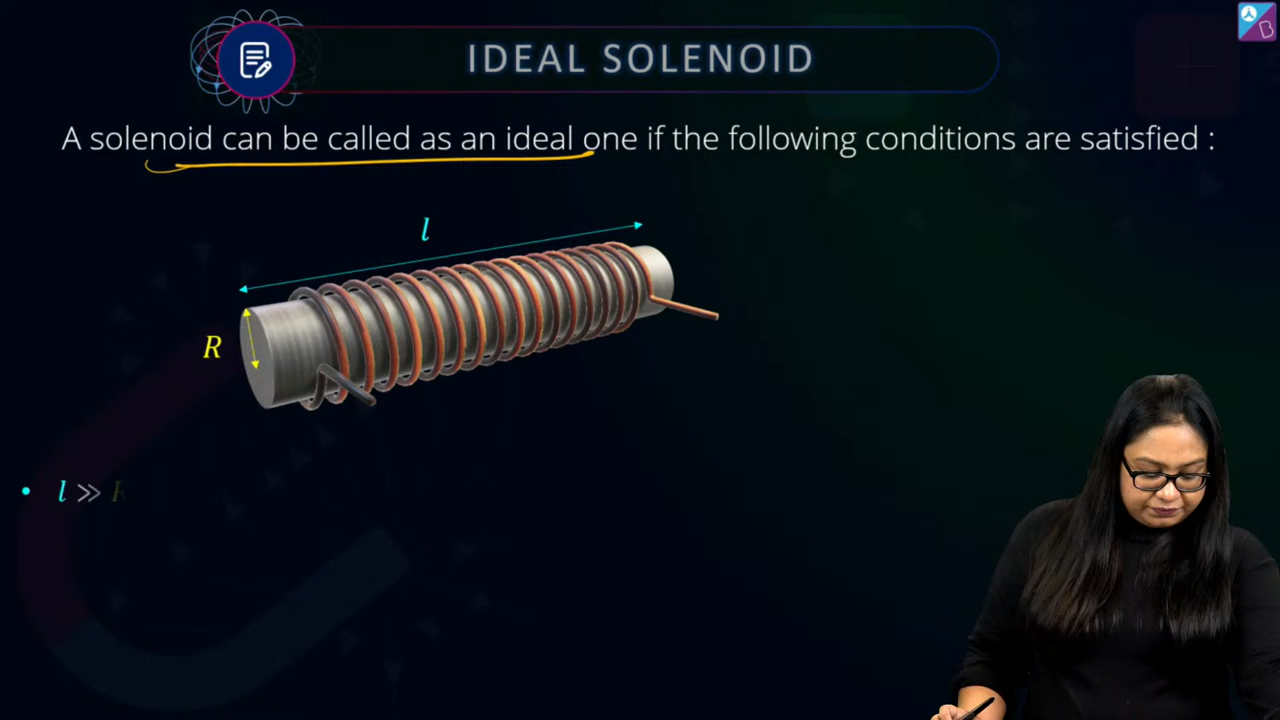 IDEAL SOLENOID
A solenoid can be called as an ideal one if the following conditions are satisfied :
l
R
• l ≫ R
B